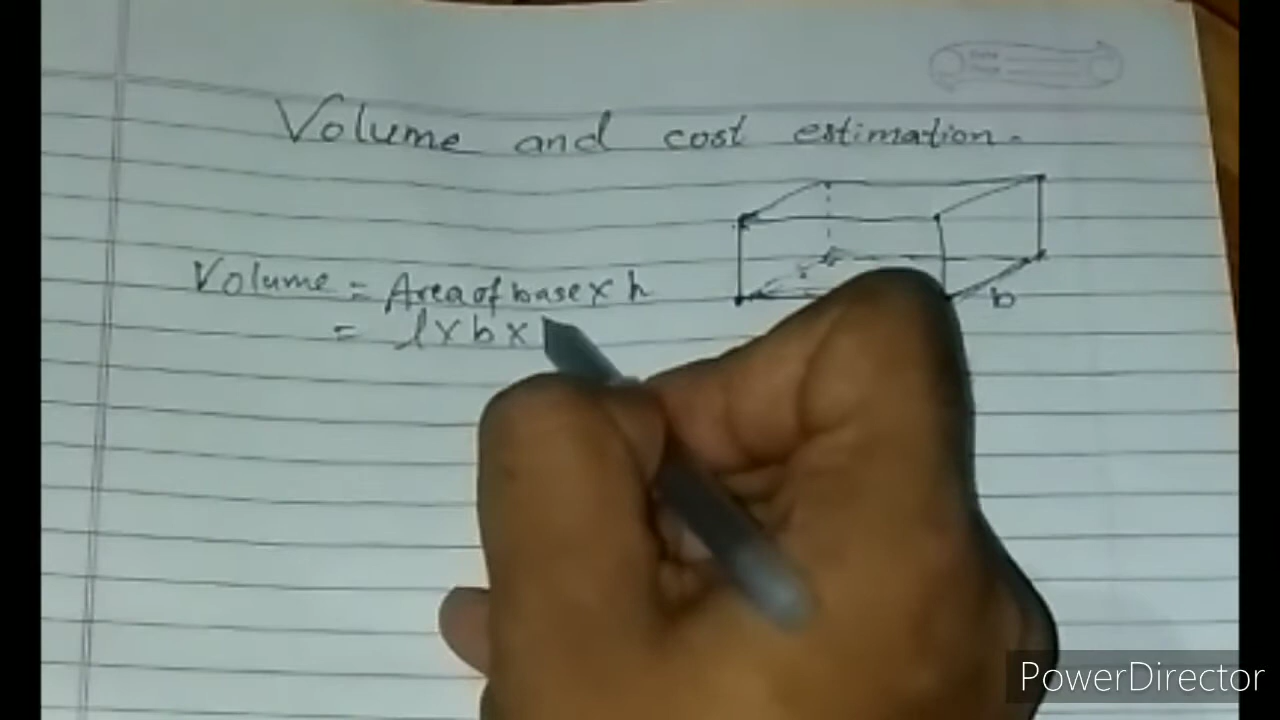 Volume and cost estimation.
Volume = Area of base × h
= l × b ×
b
PowerDirector